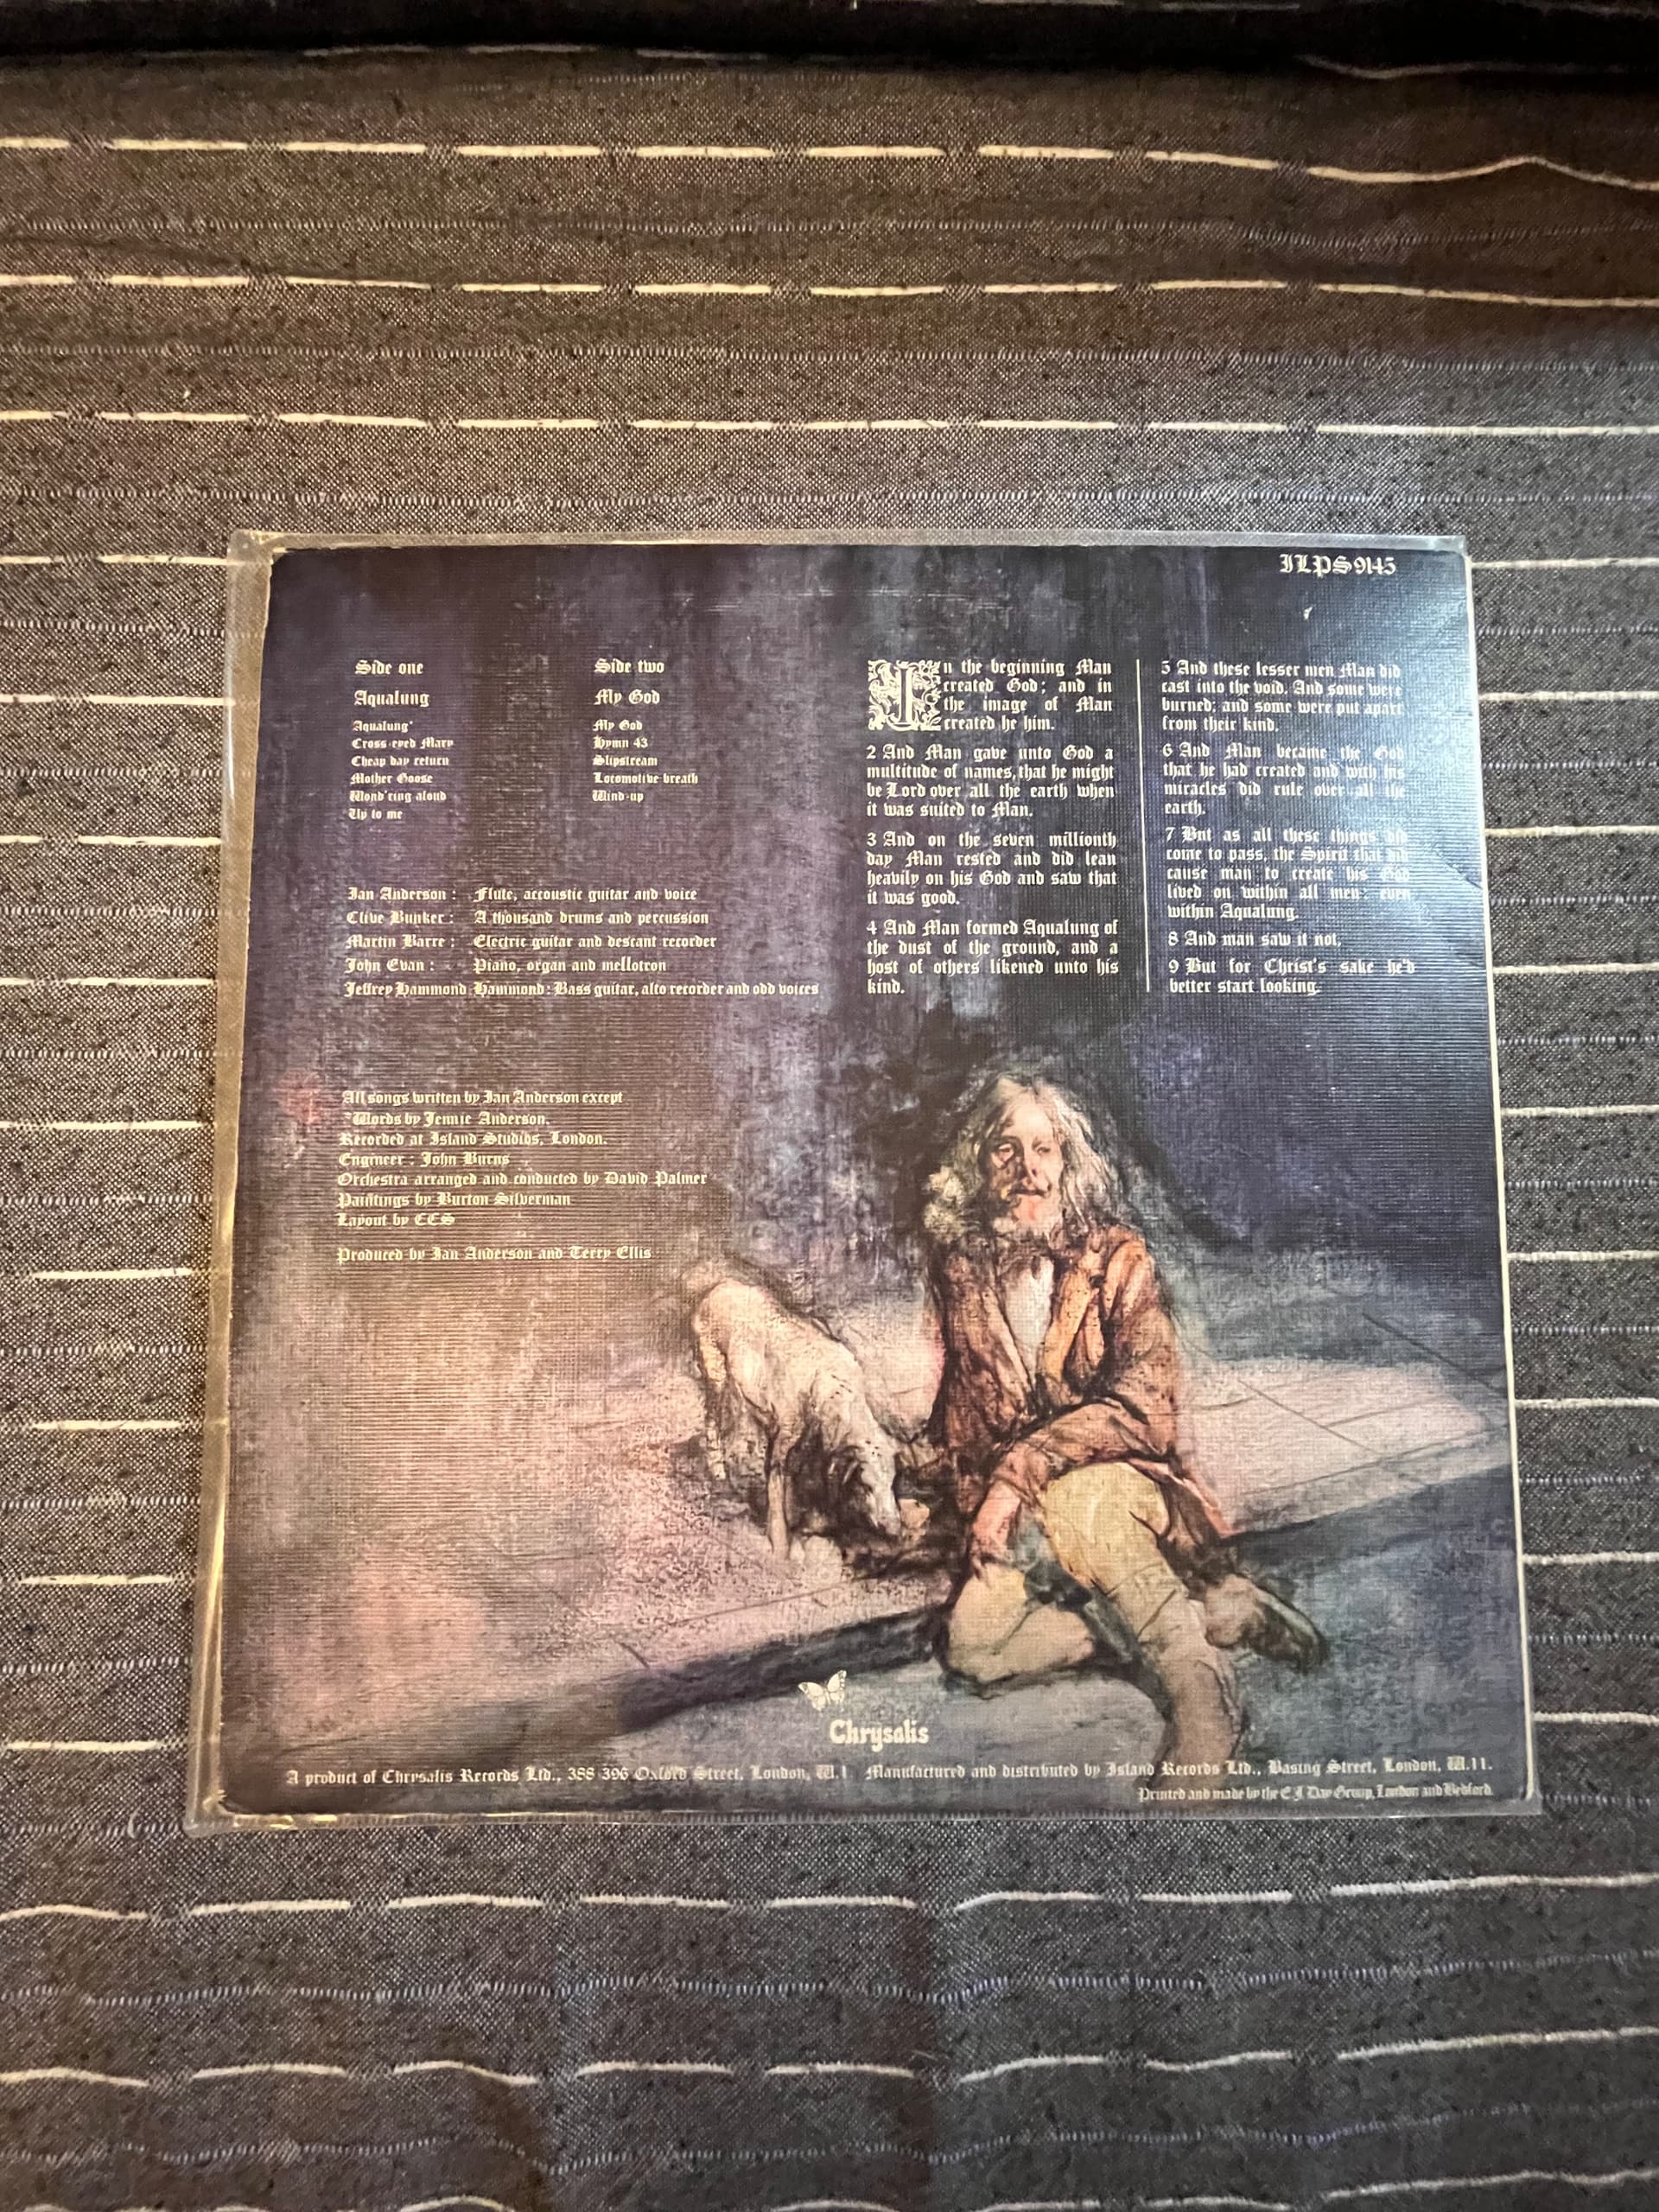 ILPS 9145
Side one
Aqualung
Aqualung*
Cross-eyed Mary
Cheap day return
Mother Goose
Wond'ring aloud
Up to me
Side two
My God
My God
Hymn 43
Slipstream
Locomotive breath
Wind-up
Ian Anderson : Flute, accoustic guitar and voice
Clive Bunker : A thousand drums and percussion
Martin Barre : Electric guitar and descant recorder
John Evan : Piano, organ and mellotron
Jeffrey Hammond-Hammond: Bass guitar, alto recorder and odd voices
All songs written by Ian Anderson except
*Words by Jennie Anderson.
Recorded at Island Studios, London.
Engineer : John Burns
Orchestra arranged and conducted by David Palmer
Paintings by Burton Silverman
Layout by CCS
Produced by Ian Anderson and Terry Ellis
In the beginning Man
created God; and in
the image of Man
created he him.
2 And Man gave unto God a
multitude of names, that he might
be Lord over all the earth when
it was suited to Man.
3 And on the seven millionth
day Man rested and did lean
heavily on his God and saw that
it was good.
4 And Man formed Aqualung of
the dust of the ground, and a
host of others likened unto his
kind.
5 And these lesser men Man did
cast into the void. And some were
burned; and some were put apart
from their kind.
6 And Man became the God
that he had created and with his
miracles did rule over all the
earth.
7 But as all these things did
come to pass, the Spirit that did
cause man to create his God
lived on within all men: even
within Aqualung.
8 And man saw it not.
9 But for Christ's sake he'd
better start looking.
Chrysalis
A product of Chrysalis Records Ltd., 388-396 Oxford Street, London, W.1 Manufactured and distributed by Island Records Ltd., Basing Street, London, W.11.
Printed and made by the E.J. Day Group, London and Bedford.